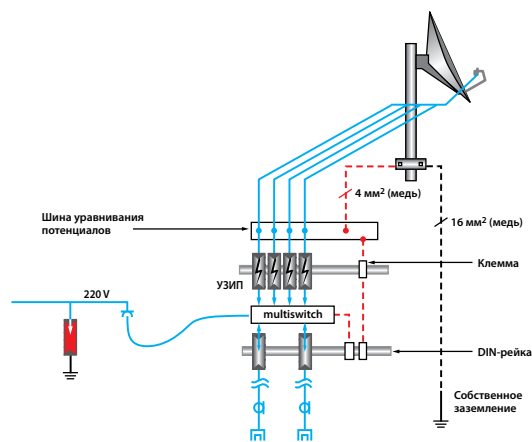 4 мм² (медь)
16 мм² (медь)
Шина уравнивания
потенциалов
Клемма
УЗИП
220 V
multiswitch
DIN-рейка
Собственное
заземление